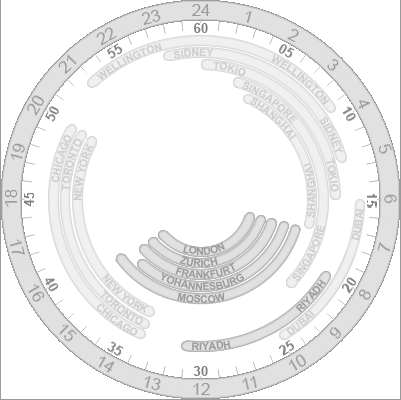 24
1
2
3
4
5
6
7
8
9
10
11
12
13
14
15
16
17
18
19
20
21
22
23
60
05
10
15
20
25
30
35
40
45
50
55
WELLINGTON
WELLINGTON
SIDNEY
SIDNEY
TOKIO
TOKIO
SINGAPORE
SINGAPORE
SHANGHAI
SHANGHAI
CHICAGO
TORONTO
NEW YORK
NEW YORK
TORONTO
CHICAGO
LONDON
ZURICH
FRANKFURT
YOHANNESBURG
MOSCOW
DUBAI
DUBAI
RIYADH
RIYADH